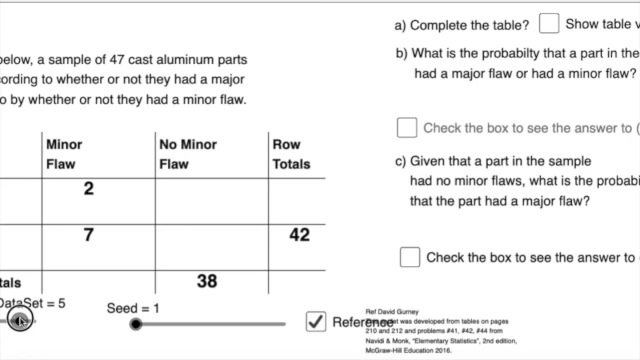 a) Complete the table?
Show table
below, a sample of 47 cast aluminum parts
cording to whether or not they had a major
o by whether or not they had a minor flaw.
b) What is the probabilty that a part in the
had a major flaw or had a minor flaw?
Check the box to see the answer to (
c) Given that a part in the sample
had no minor flaws, what is the probabi
that the part had a major flaw?
Check the box to see the answer to
Minor Flaw
No Minor Flaw
Row Totals
2
7
42
tals
38
DataSet = 5
Seed = 1
Reference
Ref David Gurney
was developed from tables on pages
210 and 212 and problems #41, #42, #44 from
Navidi & Monk, "Elementary Statistics", 2nd edition,
McGraw-Hill Education 2016.